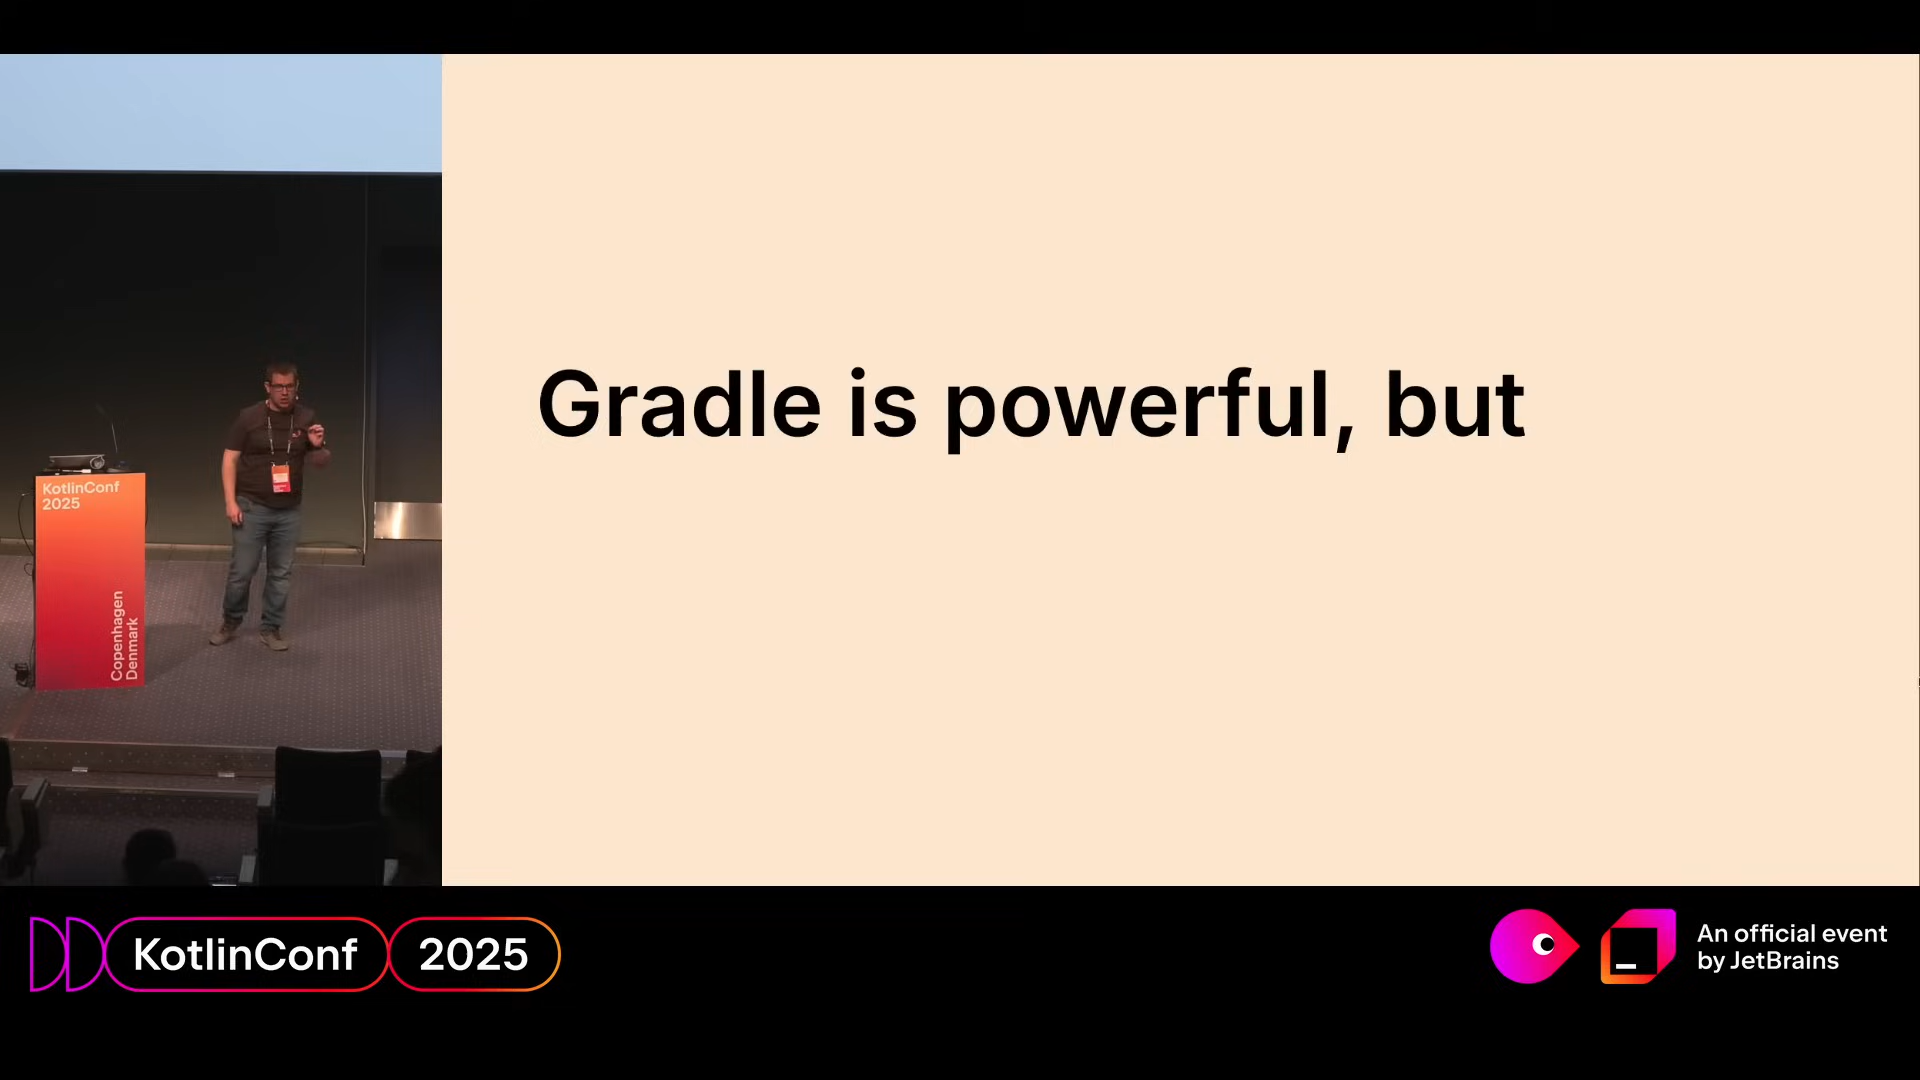 Gradle is powerful, but
KotlinConf
2025
Copenhagen
Denmark
KotlinConf
2025
An official event
by JetBrains